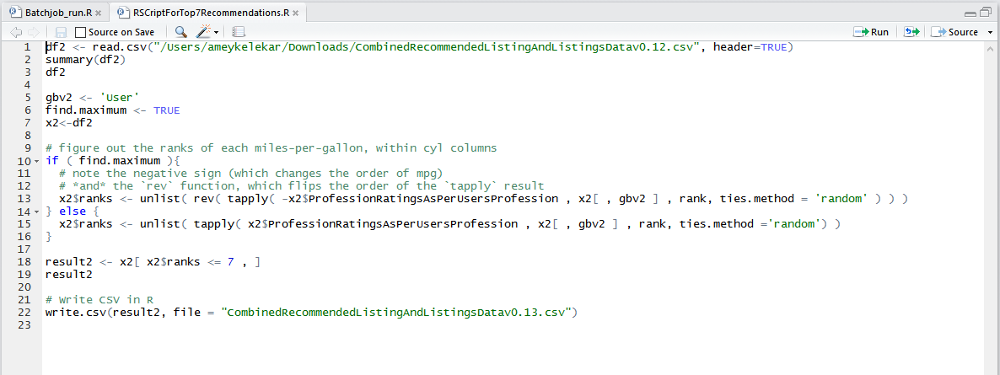 Batchjob_run.R
RSCriptForTop7Recommendations.R
Source on Save
Run
Source
1 df2 <- read.csv("/Users/ameykelekar/Downloads/CombinedRecommendedListingAndListingsDatav0.12.csv", header=TRUE)
2 summary(df2)
3 df2
4
5 gbv2 <- 'User'
6 find.maximum <- TRUE
7 x2<-df2
8
9 # figure out the ranks of each miles-per-gallon, within cyl columns
10 if ( find.maximum ){
11 # note the negative sign (which changes the order of mpg)
12 # *and* the `rev` function, which flips the order of the `tapply` result
13 x2$ranks <- unlist( rev( tapply( -x2$ProfessionRatingsAsPerUsersProfession , x2[ , gbv2 ] , rank, ties.method = 'random' ) ) )
14 } else {
15 x2$ranks <- unlist( tapply( x2$ProfessionRatingsAsPerUsersProfession , x2[ , gbv2 ] , rank, ties.method ='random') )
16 }
17
18 result2 <- x2[ x2$ranks <= 7 , ]
19 result2
20
21 # Write CSV in R
22 write.csv(result2, file = "CombinedRecommendedListingAndListingsDatav0.13.csv")
23